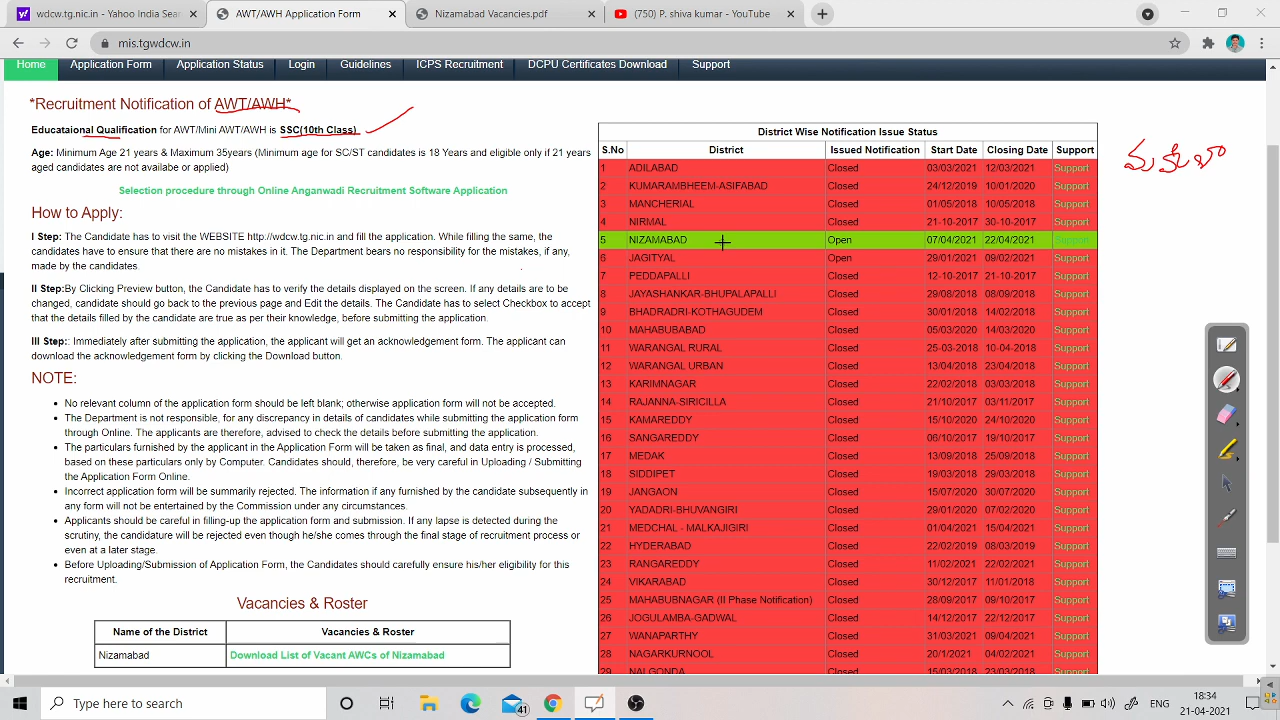 www.tsrdcw.in - Yahoo India Sear
AWT/AWH Application Form
Nizamabad Vacancies.pdf
(750) P. shiva kumar - YouTube
mis.tgwdcw.in
Home Application Form Application Status Login Guidelines ICPS Recruitment DCPU Certificates Download Support
*Recruitment Notification of AWT/AWH*
Educataional Qualification for AWT/Mini AWT/AWH is SSC(10th Class).
Age: Minimum Age 21 years & Maximum 35years (Minimum age for SC/ST candidates is 18 Years and eligible only if 21 years
aged candidates are not available or applied)
Selection procedure through Online Anganwadi Recruitment Software Application
How to Apply:
I Step: The Candidates has to visit the WEBSITE http://wdcw.tg.nic.in and fill the application. While filling the same, the
candidates have to ensure that there are no mistakes in it. The Department bears no responsibility for the mistakes, if any,
made by the candidates.
II Step:By Clicking Preview button, the Candidate has to verify the details rendered on the screen. If any details are to be
changed, candidate should go back to the previous screen and Edit the details. The Candidate has to select Checkbox to accept
that the details filled by the candidate are true as per their knowledge, before submitting the application.
III Step:: Immediately after submitting the application, the applicant will get an acknowledgement form. The applicant can
download the acknowledgement form by clicking the Download button.
NOTE:
No relevant column of the application form should be left blank; otherwise application form will not be accepted.
The Department is not responsible, for any discrepancy of Bio-data particulars while submitting the application form
through Online. The applicants are therefore, advised to check the details before submitting the application.
The particulars furnished by the applicant in the Application Form will be taken as final, and data entry is processed,
based on these particulars only by Computer. Candidates should, therefore, be very careful in Uploading / Submitting
the Application Form Online.
Incorrect application form will be summarly rejected. The information if any furnished by the candidate subsequently in
any form will not be entertained by the Commission under any circumstances.
Applicants should be careful in filling-up the application form and submission. If any lapse is detected during the
scrutiny, the candidature will be rejected even though he/she comes through the final stage of recruitment process or
even at a later stage.
Before Uploading/Submission of Application Form, the Candidates should carefully ensure his/her eligibility for this
recruitment.
Vacancies & Roster
Name of the District Vacancies & Roster
Nizamabad Download List of Vacant AWCs of Nizamabad
District Wise Notification Issue Status
S.No District Issued Notification Start Date Closing Date Support
1 ADILABAD Closed 03/03/2021 12/03/2021 Support
2 KUMARAMBHEEM-ASIFABAD Closed 24/12/2019 10/01/2020 Support
3 MANCHERIAL Closed 01/05/2018 10/05/2018 Support
4 NIRMAL Closed 21-10-2017 30-10-2017 Support
5 NIZAMABAD Open 07/04/2021 22/04/2021 Support
6 JAGITYAL Open 29/01/2021 09/02/2021 Support
7 PEDDAPALLI Closed 12-10-2017 21-10-2017 Support
8 JAYASHANKAR-BHUPALAPALLI Closed 29/08/2018 08/09/2018 Support
9 BHADRADRI-KOTHAGUDEM Closed 30/01/2018 14/02/2018 Support
10 MAHABUBABAD Closed 05/03/2020 14/03/2020 Support
11 WARANGAL RURAL Closed 25-03-2018 10-04-2018 Support
12 WARANGAL URBAN Closed 13/04/2018 23/04/2018 Support
13 KARIMNAGAR Closed 22/02/2018 03/03/2018 Support
14 RAJANNA-SIRICILLA Closed 21/10/2017 03/11/2017 Support
15 KAMAREDDY Closed 15/10/2020 24/10/2020 Support
16 SANGAREDDY Closed 06/10/2017 19/10/2017 Support
17 MEDAK Closed 13/09/2018 25/09/2018 Support
18 SIDDIPET Closed 19/03/2018 29/03/2018 Support
19 JANGAON Closed 15/07/2020 30/07/2020 Support
20 YADADRI-BHUVANGIRI Closed 29/01/2020 07/02/2020 Support
21 MEDCHAL - MALKAJIGIRI Closed 01/04/2021 15/04/2021 Support
22 HYDERABAD Closed 22/02/2019 08/03/2019 Support
23 RANGAREDDY Closed 11/02/2021 22/02/2021 Support
24 VIKARABAD Closed 30/12/2017 11/01/2018 Support
25 MAHABUBNAGAR (II Phase Notification) Closed 28/09/2017 09/10/2017 Support
26 JOGULAMBA-GADWAL Closed 14/12/2017 22/12/2017 Support
27 WANAPARTHY Closed 31/03/2021 09/04/2021 Support
28 NAGARKURNOOL Closed 20/1/2021 04/02/2021 Support
29 NALGONDA Closed 15/03/2018 23/03/2018 Support
Type here to search
41
ENG
18:34
21-04-2021